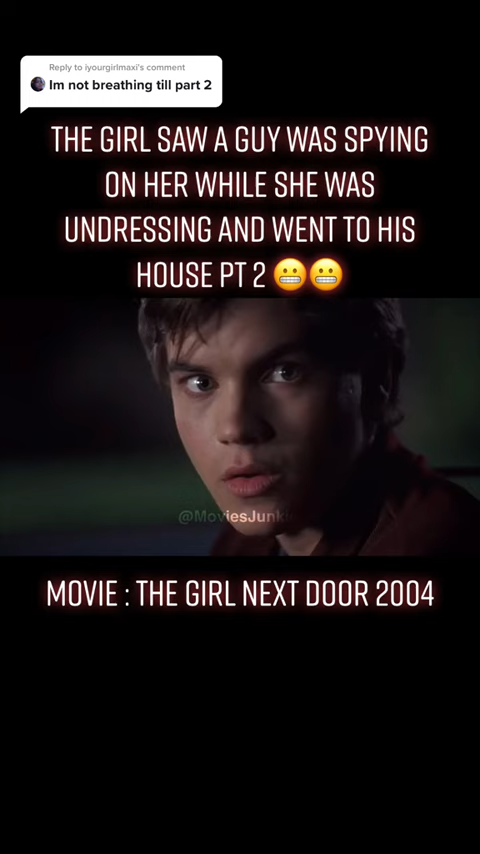 Reply to iyourgirlmaxi's comment
Im not breathing till part 2
THE GIRL SAW A GUY WAS SPYING
ON HER WHILE SHE WAS
UNDRESSING AND WENT TO HIS
HOUSE PT 2 😬😬
@MoviesJunkie
MOVIE : THE GIRL NEXT DOOR 2004